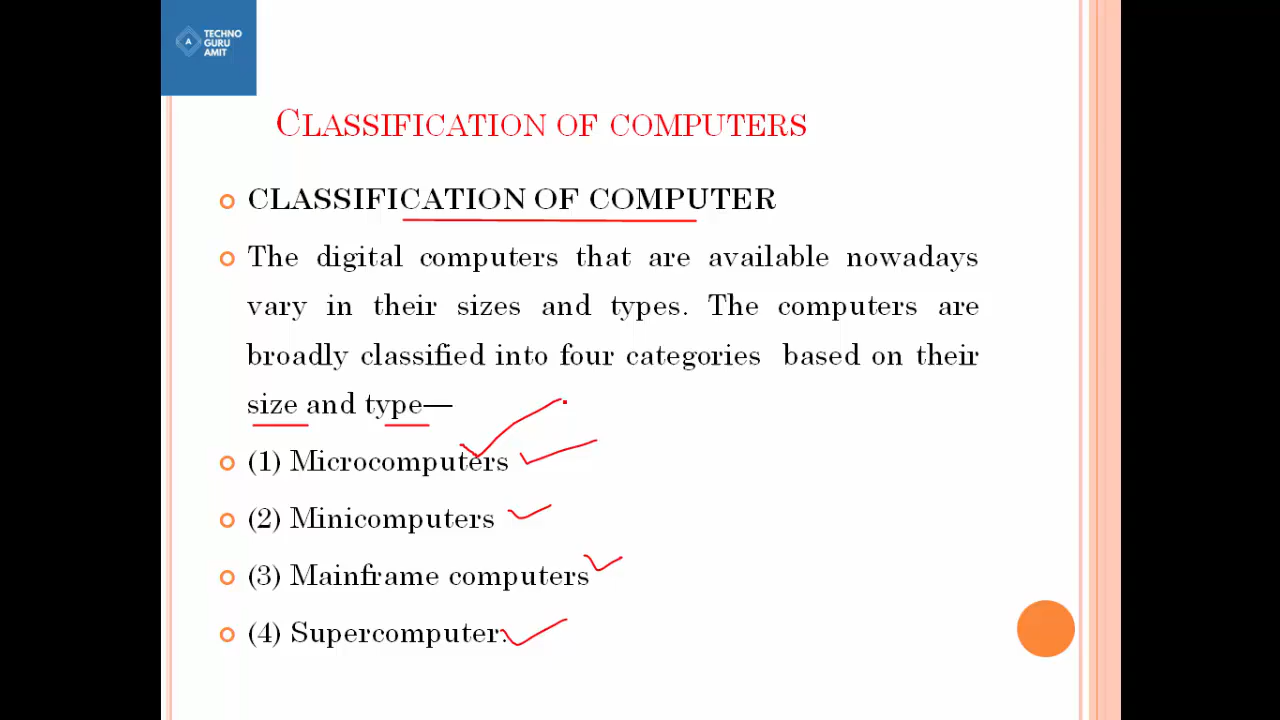 TECHNO
GURU
AMIT
A
CLASSIFICATION OF COMPUTERS
CLASSIFICATION OF COMPUTER
The digital computers that are available nowadays
vary in their sizes and types. The computers are
broadly classified into four categories based on their
size and type—
(1) Microcomputers
(2) Minicomputers
(3) Mainframe computers
(4) Supercomputer.